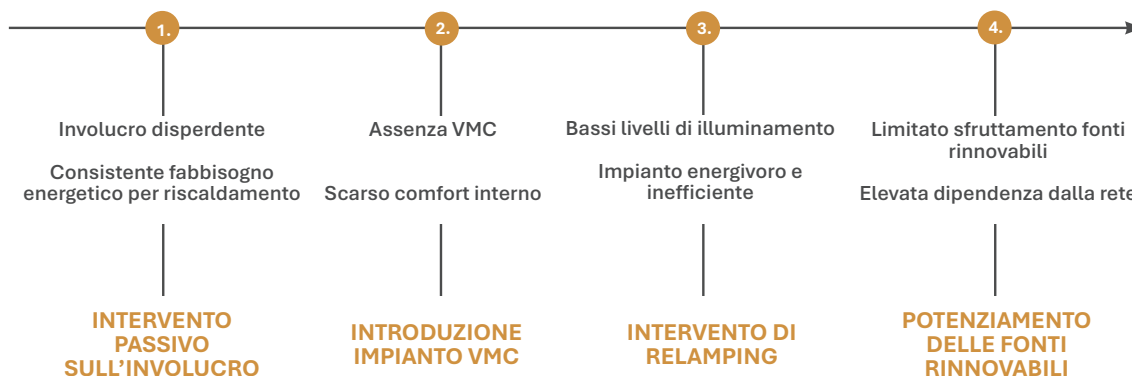 1.
Involucro disperdente
Consistente fabbisogno
energetico per riscaldamento
INTERVENTO
PASSIVO
SULL'INVOLUCRO
2.
Assenza VMC
Scarso comfort interno
INTRODUZIONE
IMPIANTO VMC
3.
Bassi livelli di illuminamento
Impianto energivoro e
inefficiente
INTERVENTO DI
RELAMPING
4.
Limitato sfruttamento fonti
rinnovabili
Elevata dipendenza dalla rete
POTENZIAMENTO
DELLE FONTI
RINNOVABILI